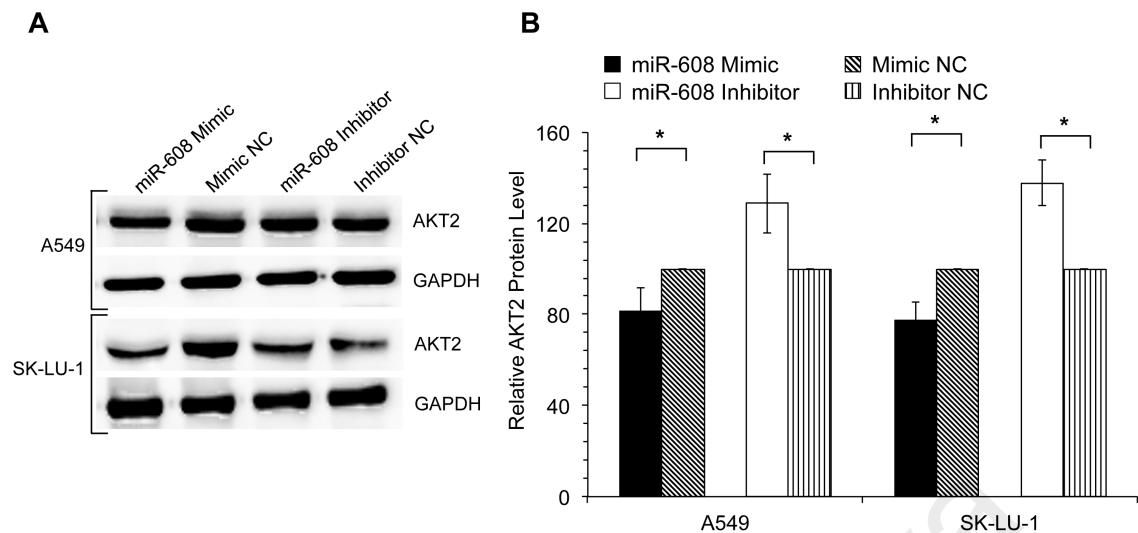 A
miR-608 Mimic
Mimic NC
miR-608 Inhibitor
Inhibitor NC
A549
AKT2
GAPDH
SK-LU-1
AKT2
GAPDH
B
miR-608 Mimic
Mimic NC
miR-608 Inhibitor
Inhibitor NC
Relative AKT2 Protein Level
160
120
80
40
0
* * * *
A549 SK-LU-1